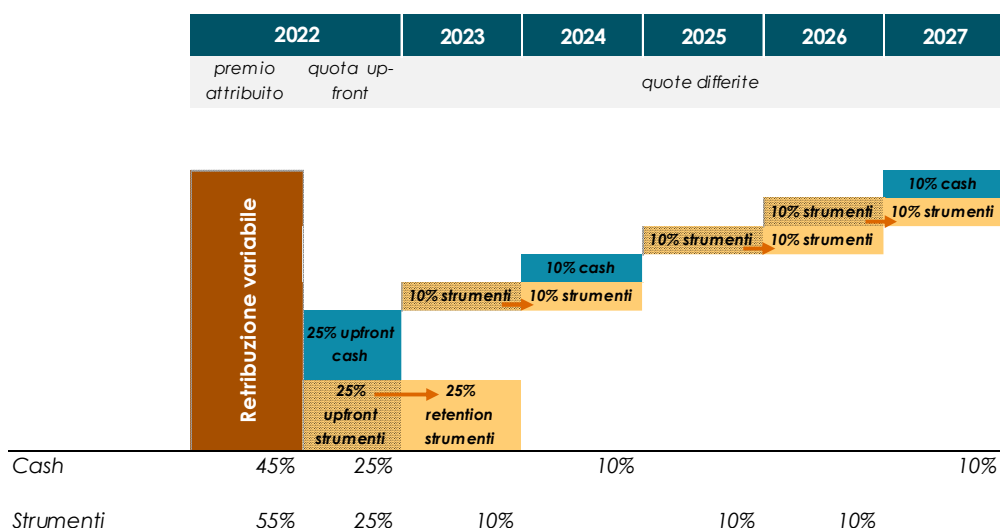 2022 2023 2024 2025 2026 2027
premio attribuito
quota up-front
quote differite
10% cash
10% strumenti 10% strumenti
10% strumenti 10% strumenti
10% cash
10% strumenti 10% strumenti
Retribuzione variabile
25% upfront
cash
25%
upfront
strumenti
25%
retention
strumenti
Cash 45% 25% 10% 10%
Strumenti 55% 25% 10% 10% 10%